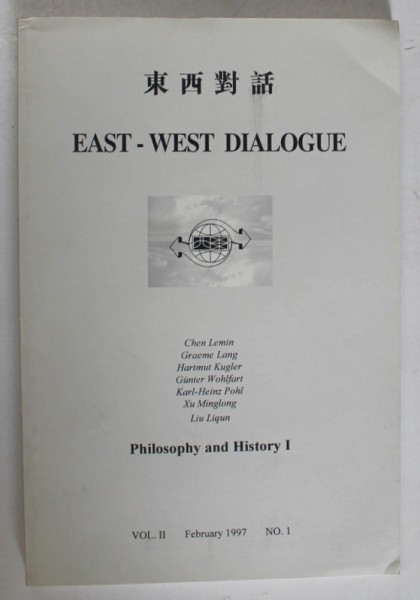 東西對話
EAST - WEST DIALOGUE
Chen Lemin
Graeme Lang
Hartmut Kugler
Günter Wohlfart
Karl-Heinz Pohl
Xu Minglong
Liu Liqun
Philosophy and History I
VOL. II February 1997 NO. 1